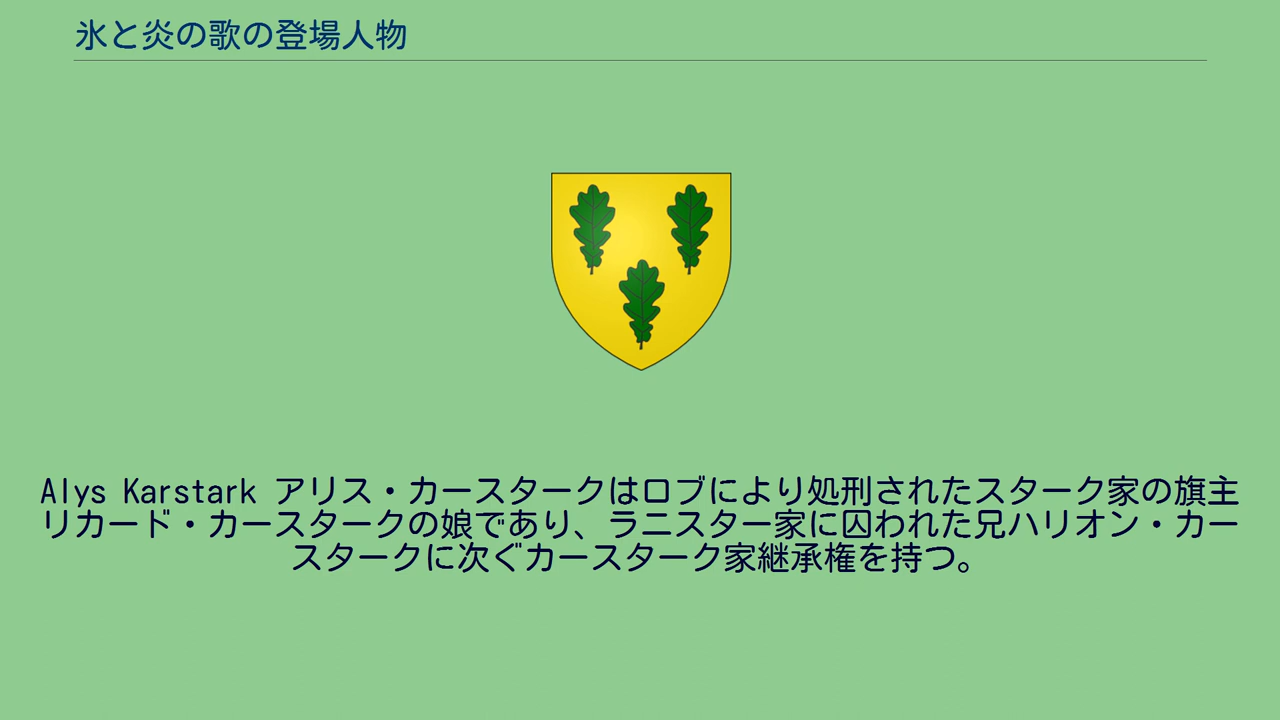 氷と炎の歌の登場人物
Alys Karstark アリス・カースタークはロブにより処刑されたスターク家の旗主
リカード・カースタークの娘であり、ラニスター家に囚われた兄ハリオン・カー
スタークに次ぐカースターク家継承権を持つ。